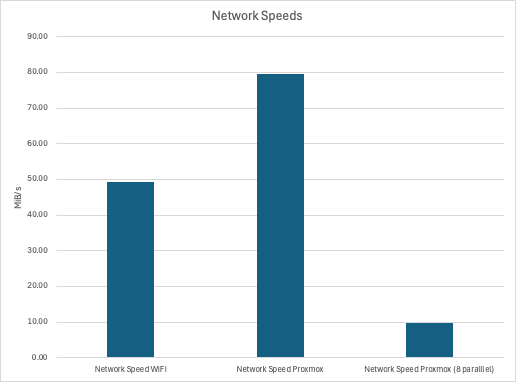 Network Speeds
90.00
80.00
70.00
60.00
50.00
40.00
30.00
20.00
10.00
0.00
MiB/s
Network Speed WiFi
Network Speed Proxmox
Network Speed Proxmox (8 paralllel)